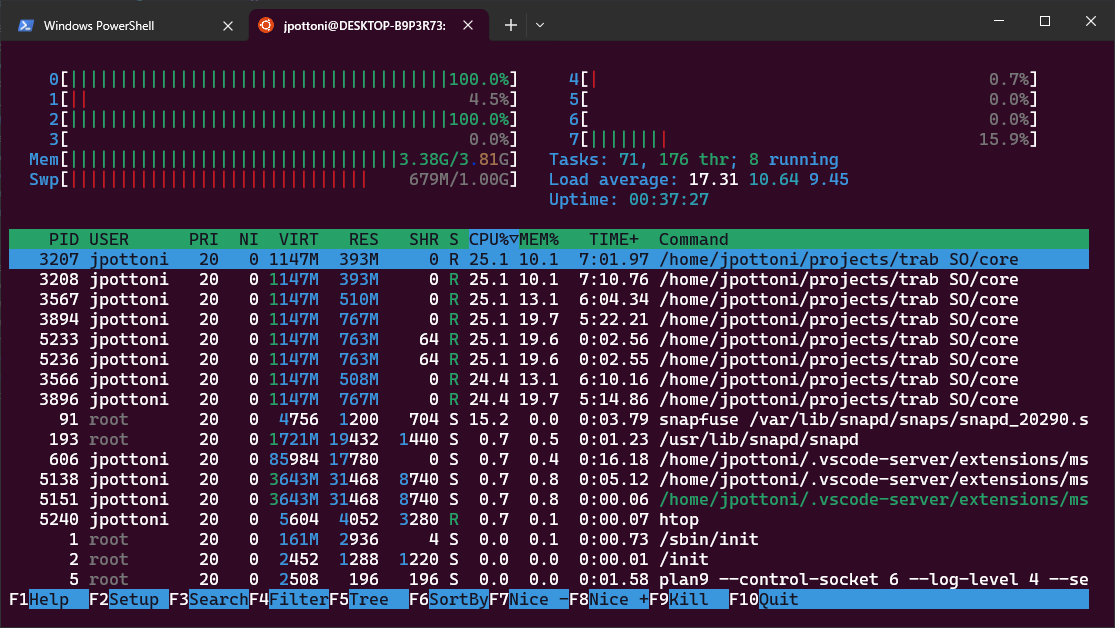 Windows PowerShell
jpottoni@DESKTOP-B9P3R73:
0[||||||||||||||||||||||||||||||||||||||100.0%] 4[| 0.7%]
1[|| 4.5%] 5[ 0.0%]
2[||||||||||||||||||||||||||||||||||||||100.0%] 6[ 0.0%]
3[ 0.0%] 7[|||||||| 15.9%]
Mem[|||||||||||||||||||||||||||||||||3.38G/3.81G] Tasks: 71, 176 thr; 8 running
Swp[|||||||||||||||||||||||||||||| 679M/1.00G] Load average: 17.31 10.64 9.45
Uptime: 00:37:27
PID USER PRI NI VIRT RES SHR S CPU%▽MEM% TIME+ Command
3207 jpottoni 20 0 1147M 393M 0 R 25.1 10.1 7:01.97 /home/jpottoni/projects/trab SO/core
3208 jpottoni 20 0 1147M 393M 0 R 25.1 10.1 7:10.76 /home/jpottoni/projects/trab SO/core
3567 jpottoni 20 0 1147M 510M 0 R 25.1 13.1 6:04.34 /home/jpottoni/projects/trab SO/core
3894 jpottoni 20 0 1147M 767M 0 R 25.1 19.7 5:22.21 /home/jpottoni/projects/trab SO/core
5233 jpottoni 20 0 1147M 763M 64 R 25.1 19.6 0:02.56 /home/jpottoni/projects/trab SO/core
5236 jpottoni 20 0 1147M 763M 64 R 25.1 19.6 0:02.55 /home/jpottoni/projects/trab SO/core
3566 jpottoni 20 0 1147M 508M 0 R 24.4 13.1 6:10.16 /home/jpottoni/projects/trab SO/core
3896 jpottoni 20 0 1147M 767M 0 R 24.4 19.7 5:14.86 /home/jpottoni/projects/trab SO/core
91 root 20 0 4756 1200 704 S 15.2 0.0 0:03.79 snapfuse /var/lib/snapd/snaps/snapd_20290.s
193 root 20 0 1721M 19432 1440 S 0.7 0.5 0:01.23 /usr/lib/snapd/snapd
606 jpottoni 20 0 85984 17780 0 S 0.7 0.4 0:16.18 /home/jpottoni/.vscode-server/extensions/ms
5138 jpottoni 20 0 3643M 31468 8740 S 0.7 0.8 0:05.12 /home/jpottoni/.vscode-server/extensions/ms
5151 jpottoni 20 0 3643M 31468 8740 S 0.7 0.8 0:00.06 /home/jpottoni/.vscode-server/extensions/ms
5240 jpottoni 20 0 5604 4052 3280 R 0.7 0.1 0:00.07 htop
1 root 20 0 161M 2936 4 S 0.0 0.1 0:00.73 /sbin/init
2 root 20 0 2452 1288 1220 S 0.0 0.0 0:00.01 /init
5 root 20 0 2508 196 196 S 0.0 0.0 0:01.58 plan9 --control-socket 6 --log-level 4 --se
F1Help F2Setup F3SearchF4FilterF5Tree F6SortByF7Nice -F8Nice +F9Kill F10Quit